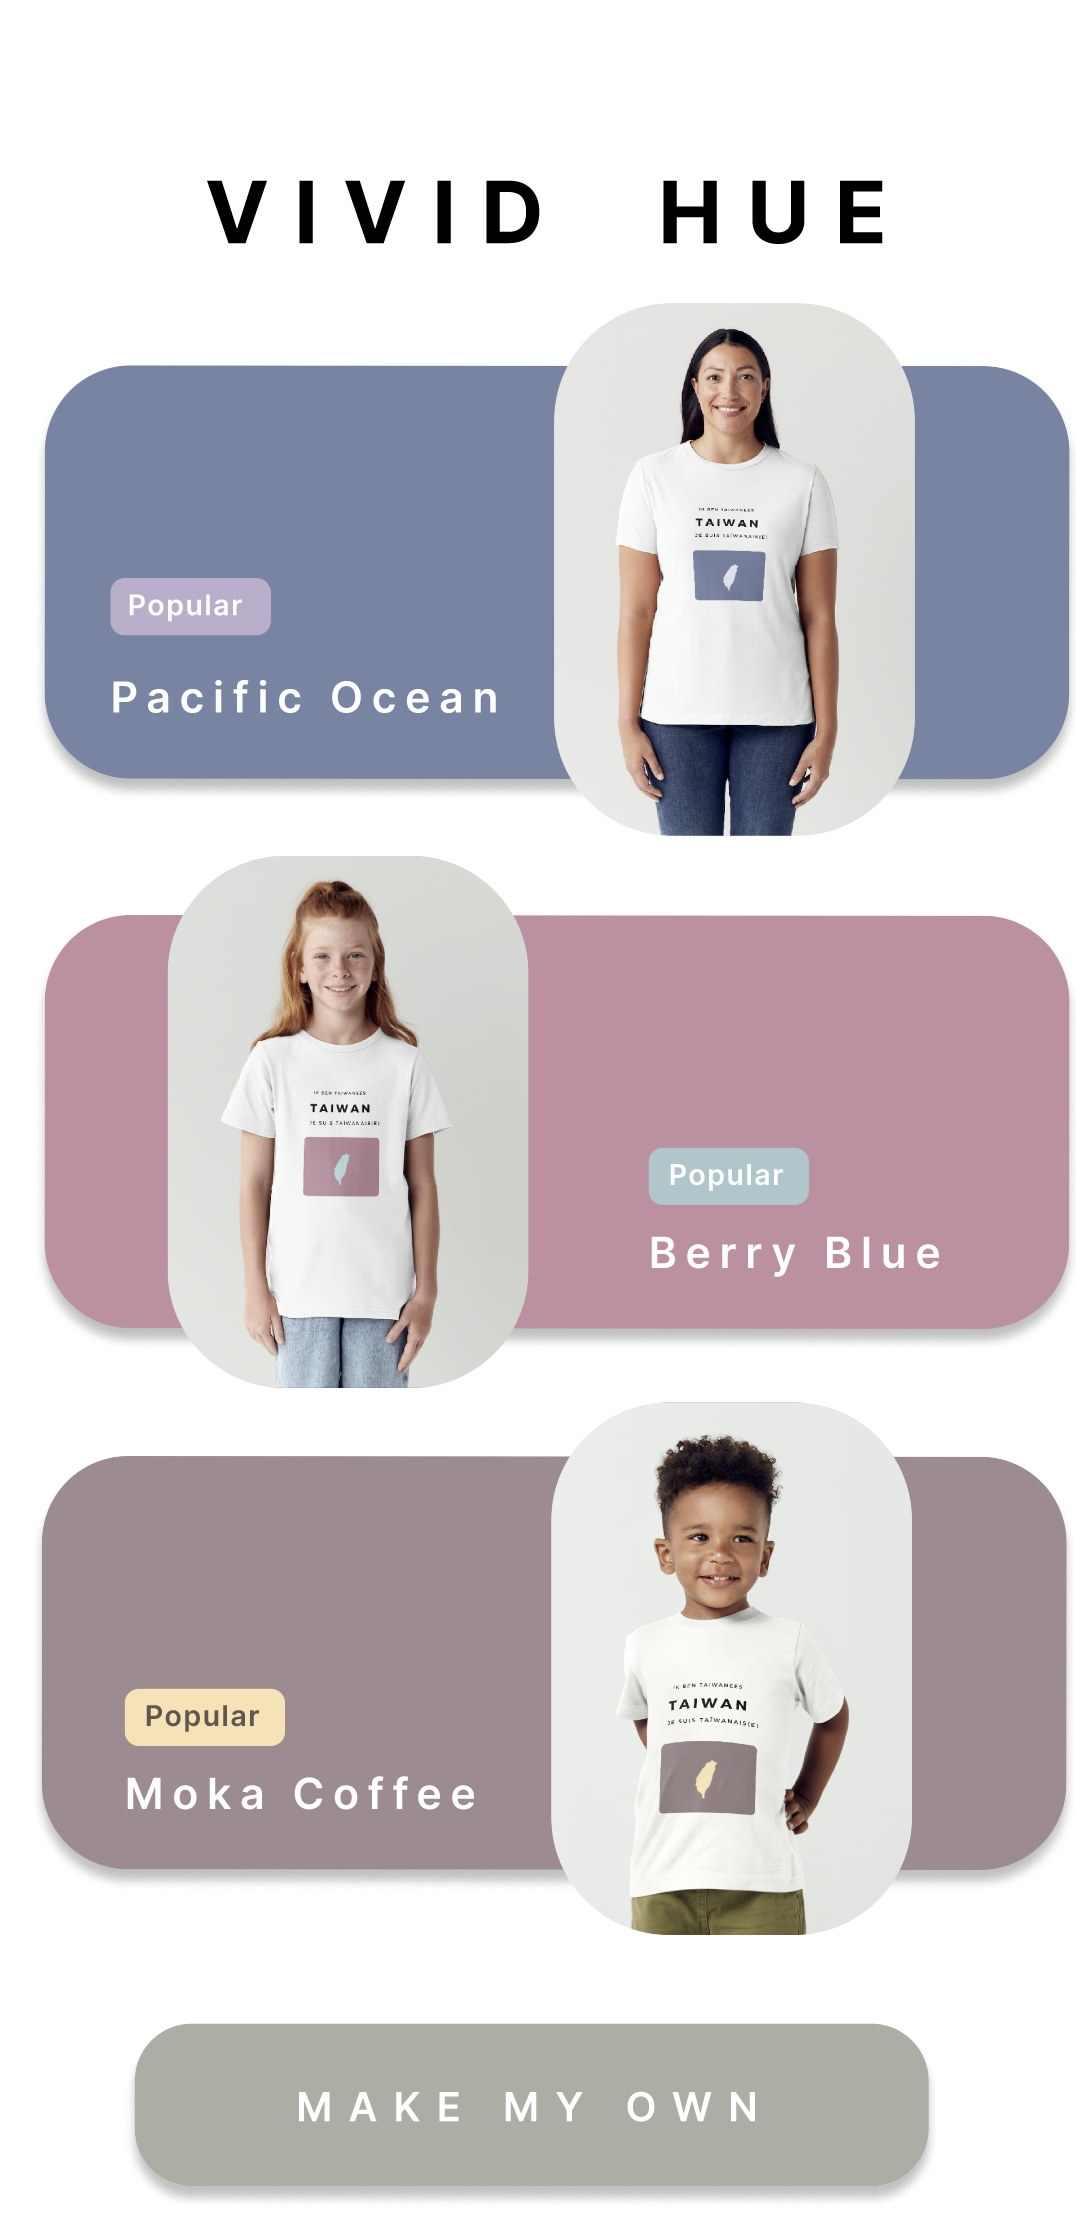 VIVID HUE
IK BEN TAIWANEES
TAIWAN
JE SUIS TAÏWANAIS(E)
Popular
Pacific Ocean
IK BEN TAIWANEES
TAIWAN
JE SUIS TAÏWANAIS(E)
Popular
Berry Blue
IK BEN TAIWANEES
TAIWAN
JE SUIS TAÏWANAIS(E)
Popular
Moka Coffee
MAKE MY OWN